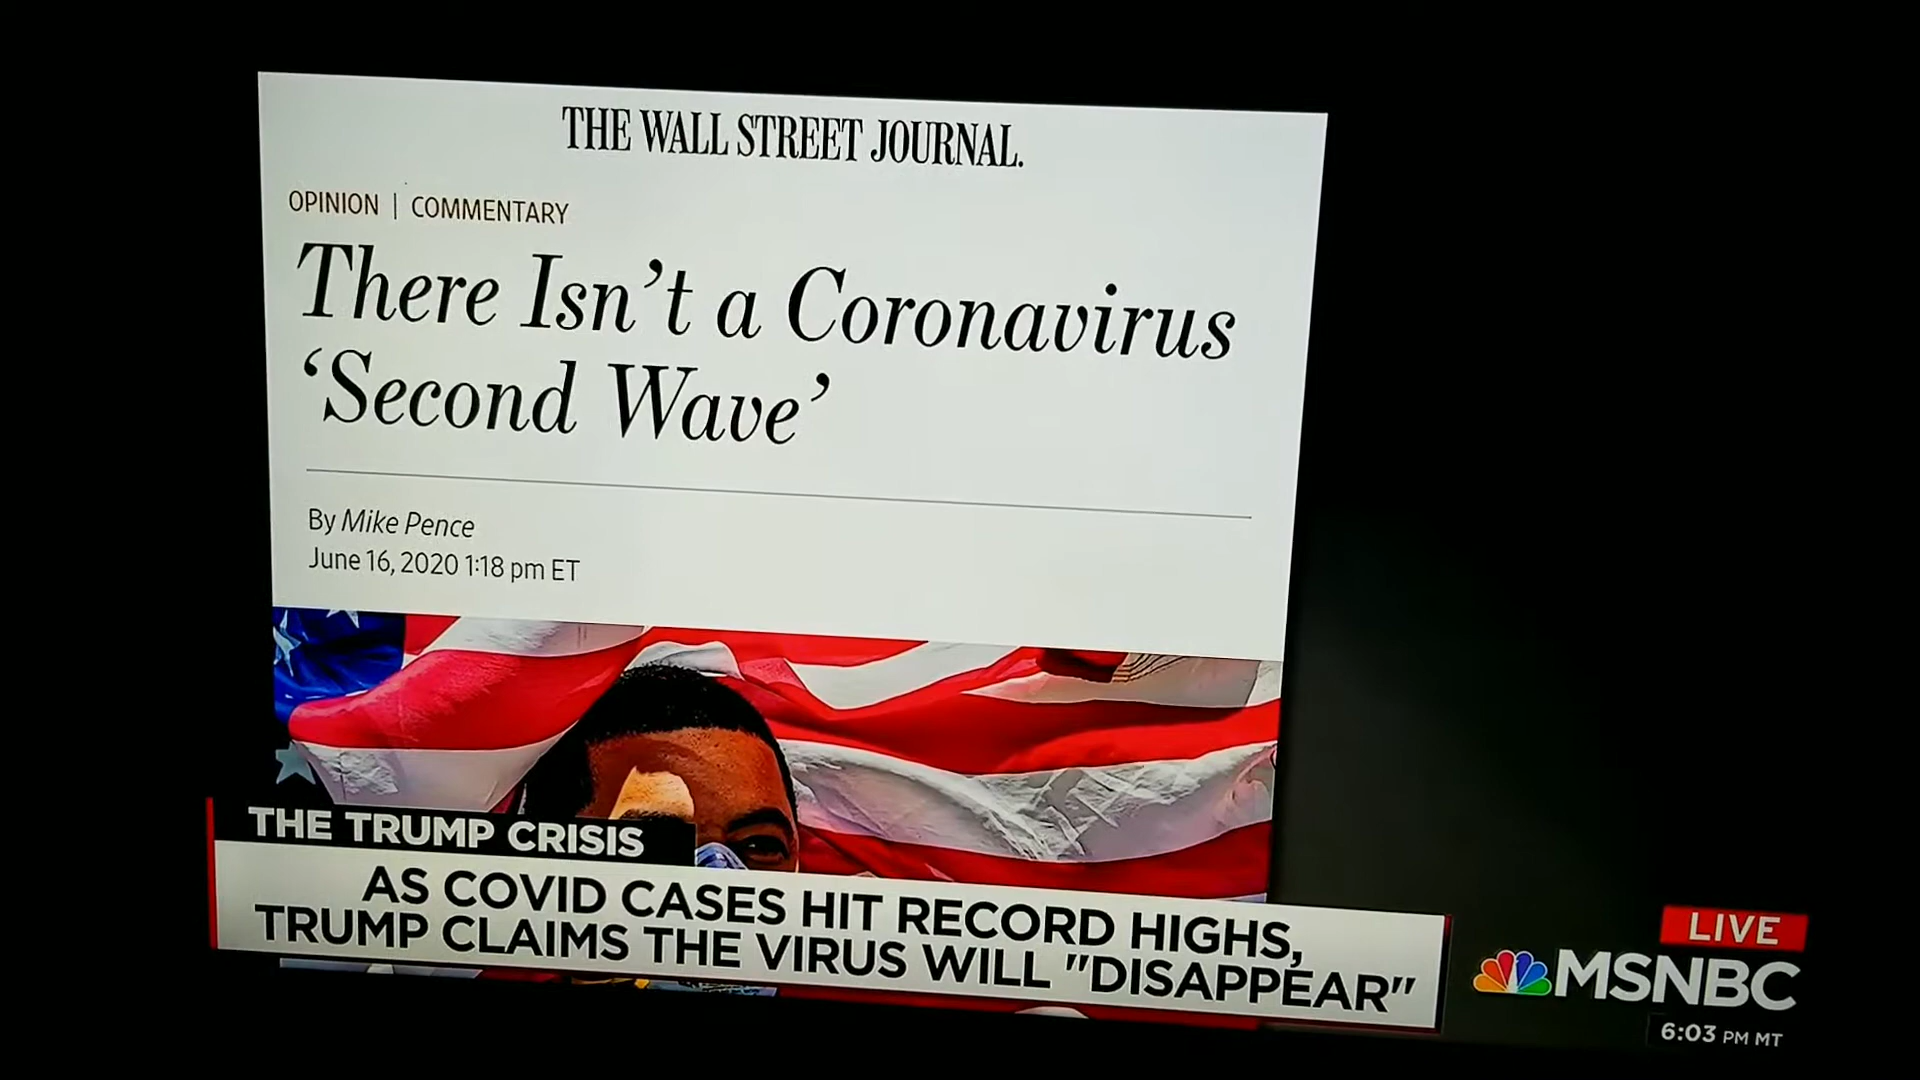 THE WALL STREET JOURNAL.
OPINION | COMMENTARY
There Isn't a Coronavirus
'Second Wave'
By Mike Pence
June 16, 2020 1:18 pm ET
THE TRUMP CRISIS
AS COVID CASES HIT RECORD HIGHS,
TRUMP CLAIMS THE VIRUS WILL "DISAPPEAR"
LIVE
MSNBC
6:03 PM MT